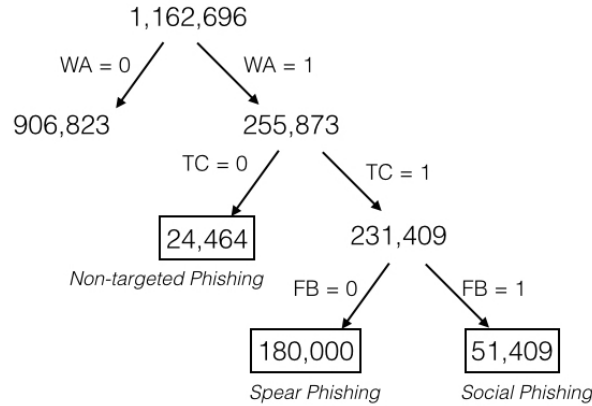 1,162,696
WA = 0
WA = 1
906,823
255,873
TC = 0
TC = 1
24,464
231,409
Non-targeted Phishing
FB = 0
FB = 1
180,000
51,409
Spear Phishing
Social Phishing